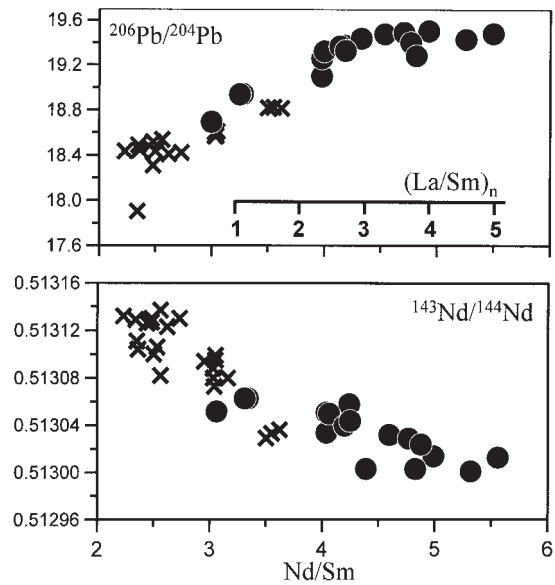 19.6
²⁰⁶Pb/²⁰⁴Pb
19.2
18.8
18.4
18.0
17.6
(La/Sm)ₙ
1 2 3 4 5
0.51316
¹⁴³Nd/¹⁴⁴Nd
0.51312
0.51308
0.51304
0.51300
0.51296
2 3 4 5 6
Nd/Sm